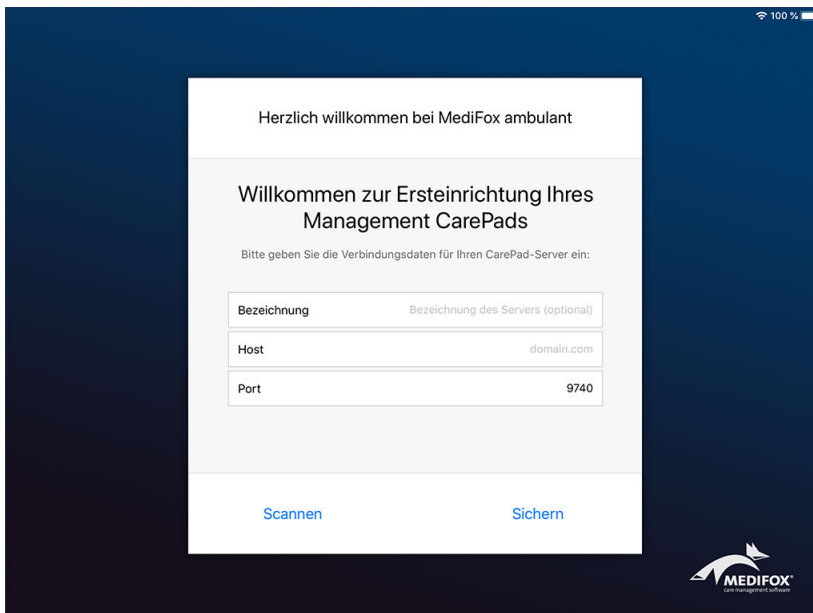 100 %
Herzlich willkommen bei MediFox ambulant
Willkommen zur Ersteinrichtung Ihres
Management CarePads
Bitte geben Sie die Verbindungsdaten für Ihren CarePad-Server ein:
Bezeichnung Bezeichnung des Servers (optional)
Host domain.com
Port 9740
Scannen Sichern
MEDIFOX
care management software